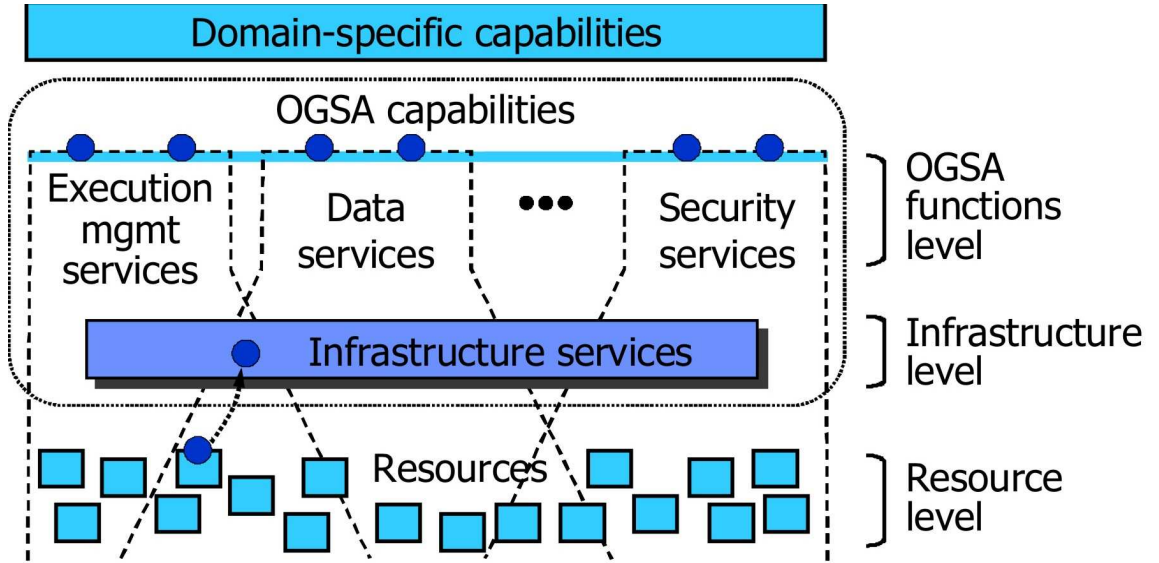 Domain-specific capabilities
OGSA capabilities
Execution
mgmt
services
Data
services
•••
Security
services
OGSA
functions
level
Infrastructure services
Infrastructure
level
Resources
Resource
level